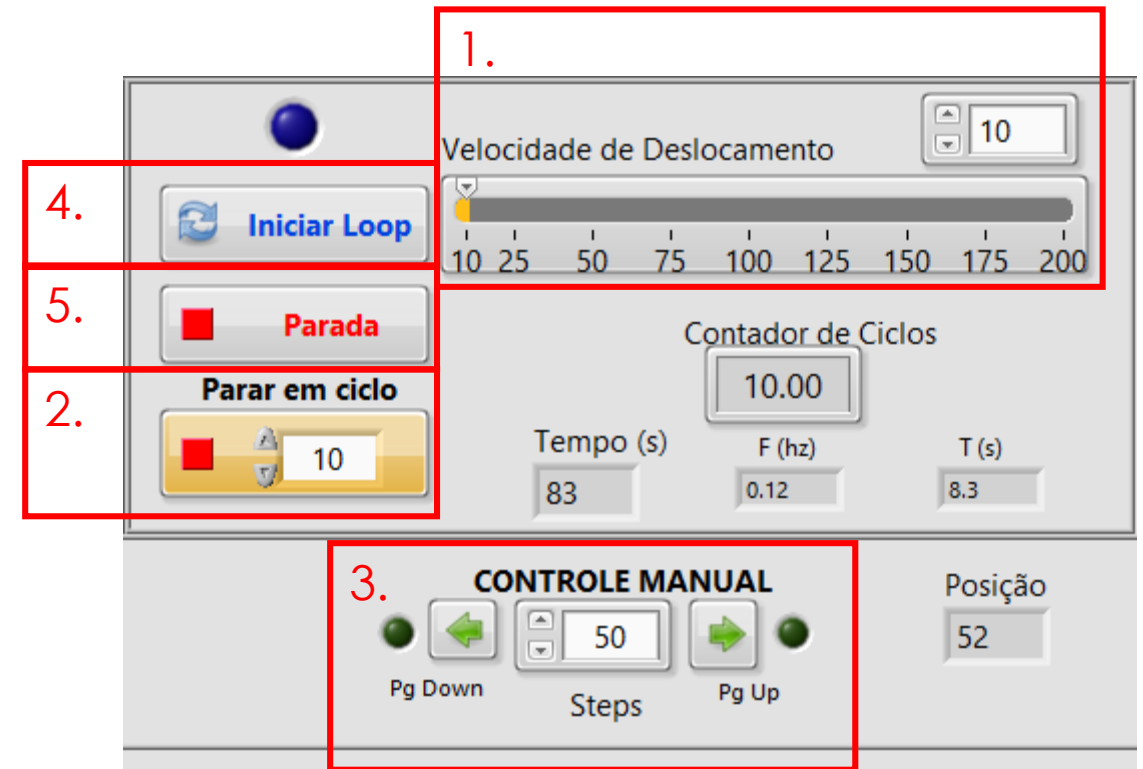 1.
10
Velocidade de Deslocamento
10 25 50 75 100 125 150 175 200
4.
Iniciar Loop
5.
Parada
2.
Parar em ciclo
10
Contador de Ciclos
10.00
Tempo (s) F (hz) T (s)
83 0.12 8.3
3.
CONTROLE MANUAL
50
Pg Down Steps Pg Up
Posição
52